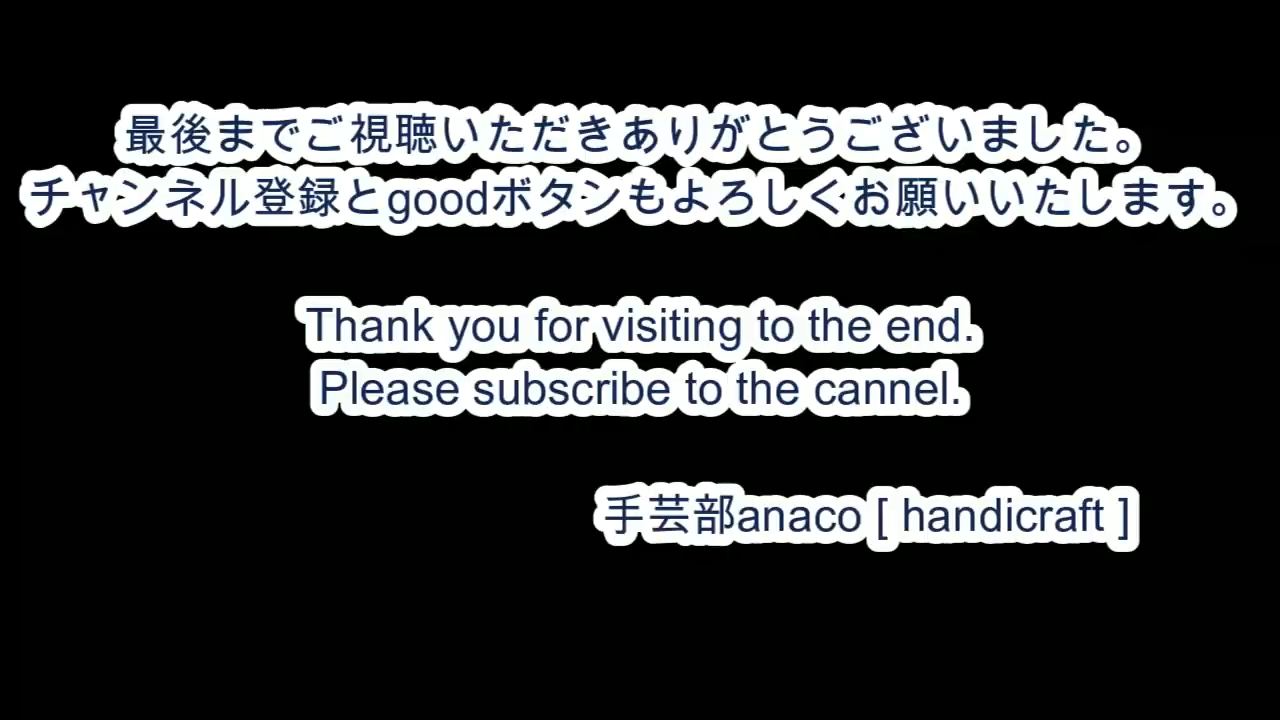 最後までご視聴いただきありがとうございました。
チャンネル登録とgoodボタンもよろしくお願いいたします。
Thank you for visiting to the end.
Please subscribe to the cannel.
手芸部anaco [ handicraft ]